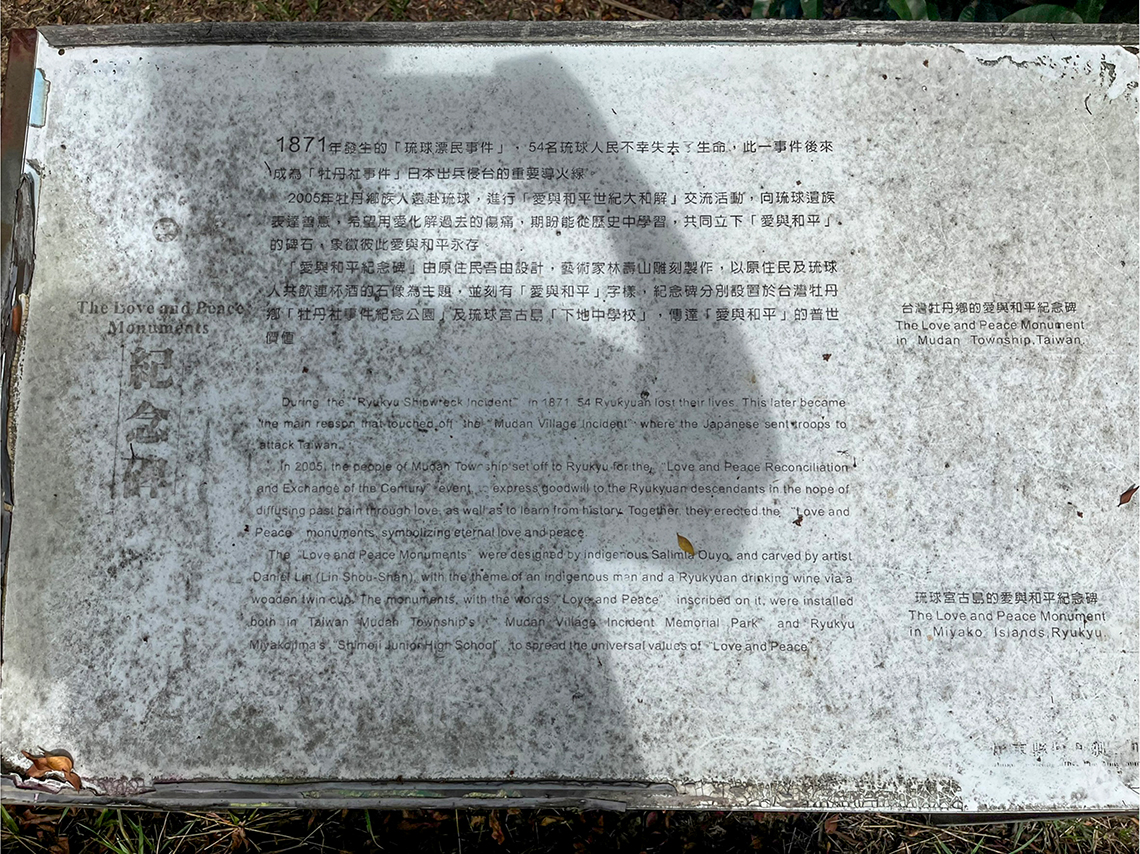 The Love and Peace
Monuments
紀
念
碑
1871年發生的「琉球漂民事件」，54名琉球人民不幸失去了生命，此一事件後來
成為「牡丹社事件」日本出兵侵台的重要導火線。
2005年牡丹鄉族人遠赴琉球，進行「愛與和平世紀大和解」交流活動，向琉球遺族
表達善意，希望用愛化解過去的傷痛，期盼能從歷史中學習，共同立下「愛與和平」
的碑石，象徵彼此愛與和平永存
「愛與和平紀念碑」由原住民吾由設計，藝術家林壽山雕刻製作，以原住民及琉球
人共飲連杯酒的石像為主題，並刻有「愛與和平」字樣，紀念碑分別設置於台灣牡丹
鄉「牡丹社事件紀念公園」及琉球宮古島「下地中學校」，傳達「愛與和平」的普世
價值
During the "Ryukyu Shipwreck Incident" in 1871, 54 Ryukyuan lost their lives. This later became
the main reason that touched off the "Mudan Village Incident" where the Japanese sent troops to
attack Taiwan.
In 2005, the people of Mudan Township set off to Ryukyu for the "Love and Peace Reconciliation
and Exchange of the Century" event, express goodwill to the Ryukyuan descendants in the hope of
diffusing past pain through love, as well as to learn from history. Together, they erected the "Love and
Peace" monuments, symbolizing eternal love and peace.
The "Love and Peace Monuments" were designed by indigenous Salimla Ouyo, and carved by artist
Daniel Lin (Lin Shou-Shan), with the theme of an indigenous man and a Ryukyuan drinking wine via a
wooden twin cup. The monuments, with the words "Love and Peace" inscribed on it, were installed
both in Taiwan Mudan Township's "Mudan Village Incident Memorial Park" and Ryukyu
Miyakojima's "Shimoji Junior High School", to spread the universal values of "Love and Peace"
台灣牡丹鄉的愛與和平紀念碑
The Love and Peace Monument
in Mudan Township,Taiwan.
琉球宮古島的愛與和平紀念碑
The Love and Peace Monument
in Miyako Islands,Ryukyu.